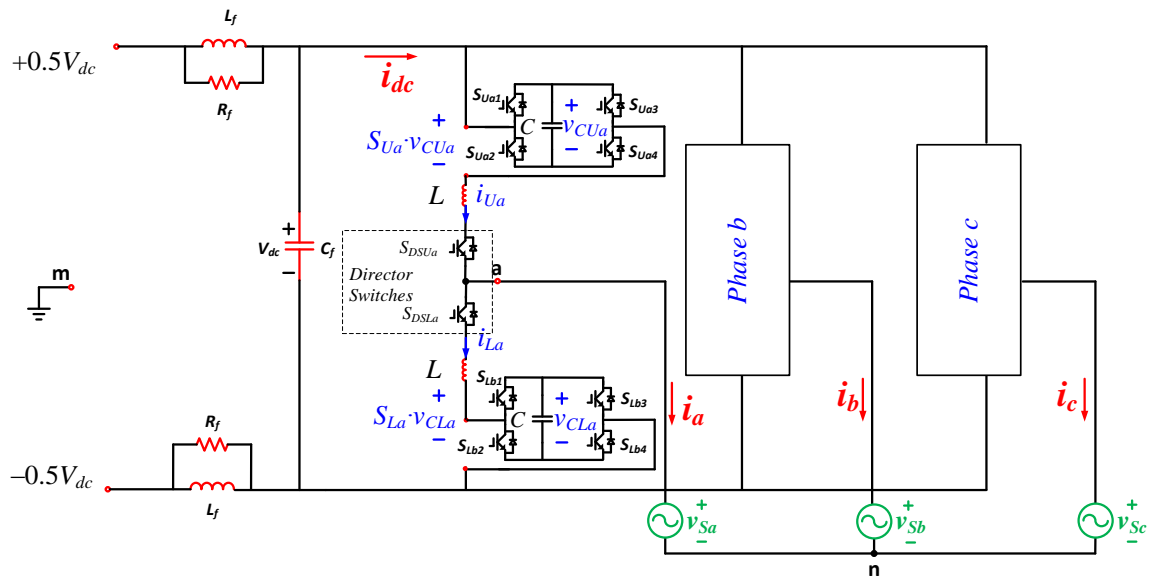 L_f
+0.5V_dc
R_f
i_dc
S_Ua1
+
S_Ua3
+
C
v_CUa
S_Ua·v_CUa
S_Ua2
−
S_Ua4
−
L
i_Ua
+
V_dc
C_f
−
S_DSUa
a
Director
Switches
S_DSLa
m
i_La
Phase b
Phase c
L
S_Lb1
+
S_Lb3
+
C
v_CLa
S_La·v_CLa
−
S_Lb2
−
S_Lb4
i_a
i_b
i_c
R_f
−0.5V_dc
L_f
+
v_Sa
−
+
v_Sb
−
+
v_Sc
−
n